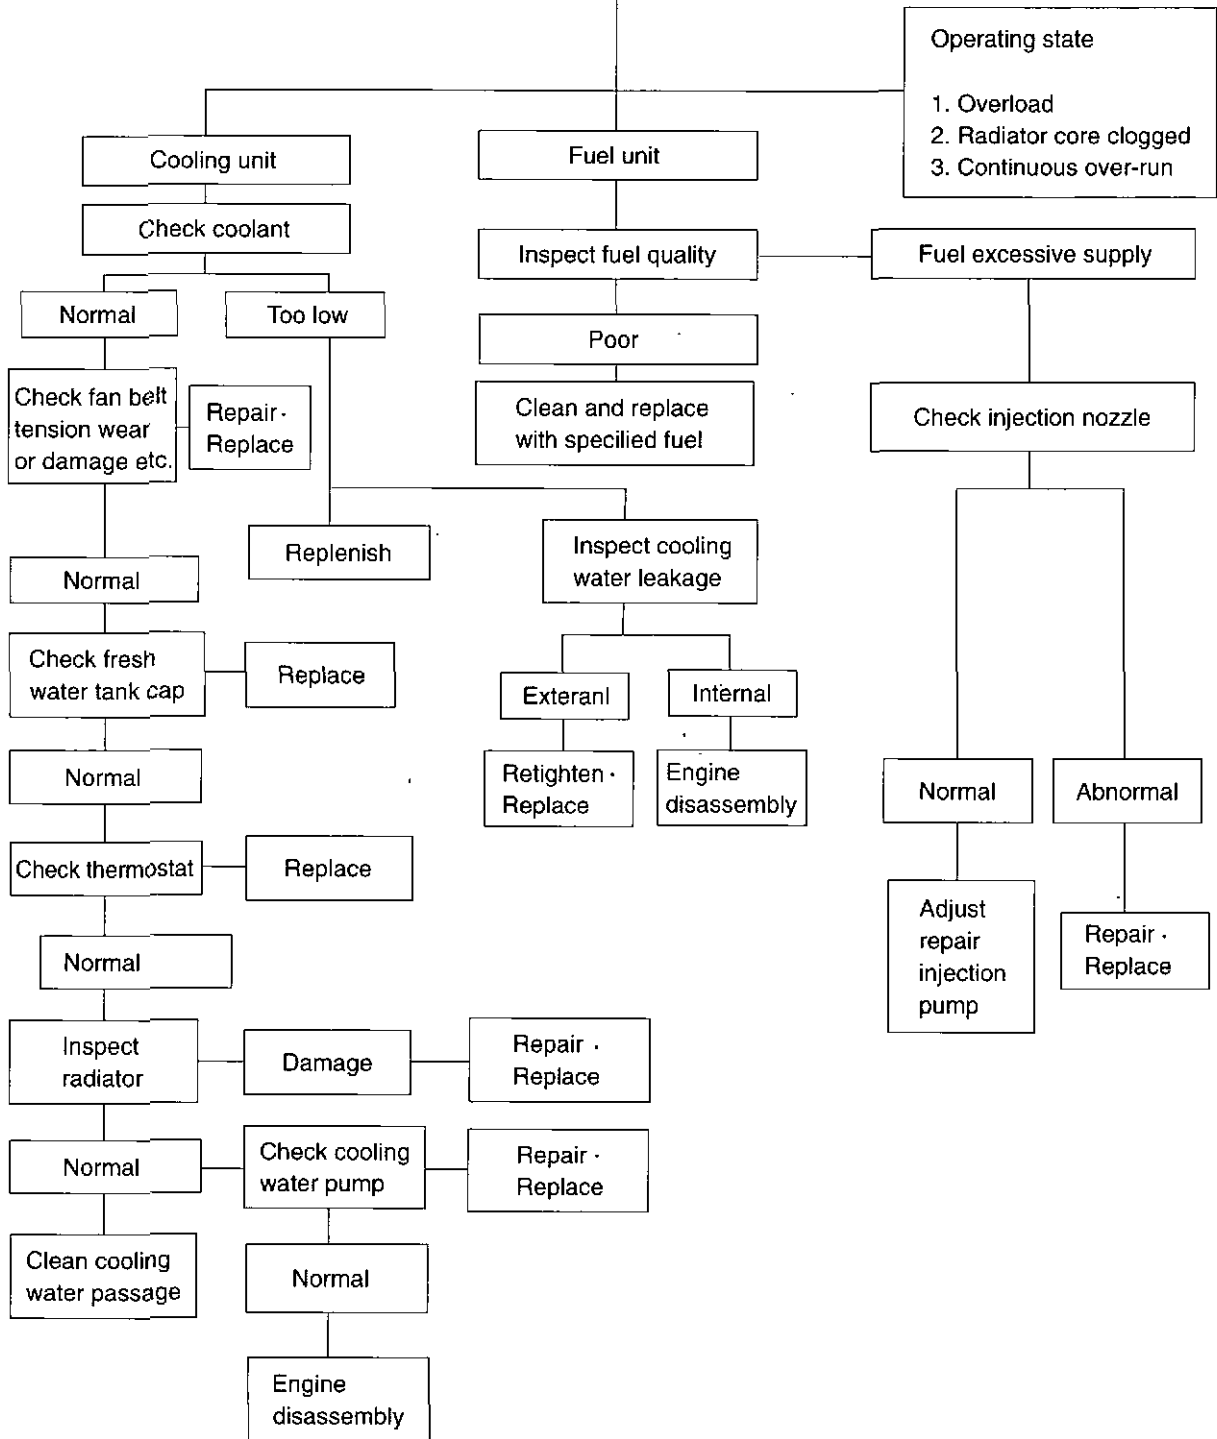 Operating state
1. Overload
2. Radiator core clogged
3. Continuous over-run
Cooling unit
Fuel unit
Check coolant
Inspect fuel quality
Fuel excessive supply
Normal
Too low
Poor
Check fan belt
tension wear
or damage etc.
Repair ·
Replace
Clean and replace
with specilied fuel
Check injection nozzle
Replenish
Inspect cooling
water leakage
Normal
Check fresh
water tank cap
Replace
Exteranl
Internal
Normal
Retighten ·
Replace
Engine
disassembly
Normal
Abnormal
Check thermostat
Replace
Adjust
repair
injection
pump
Repair ·
Replace
Normal
Inspect
radiator
Damage
Repair ·
Replace
Normal
Check cooling
water pump
Repair ·
Replace
Clean cooling
water passage
Normal
Engine
disassembly